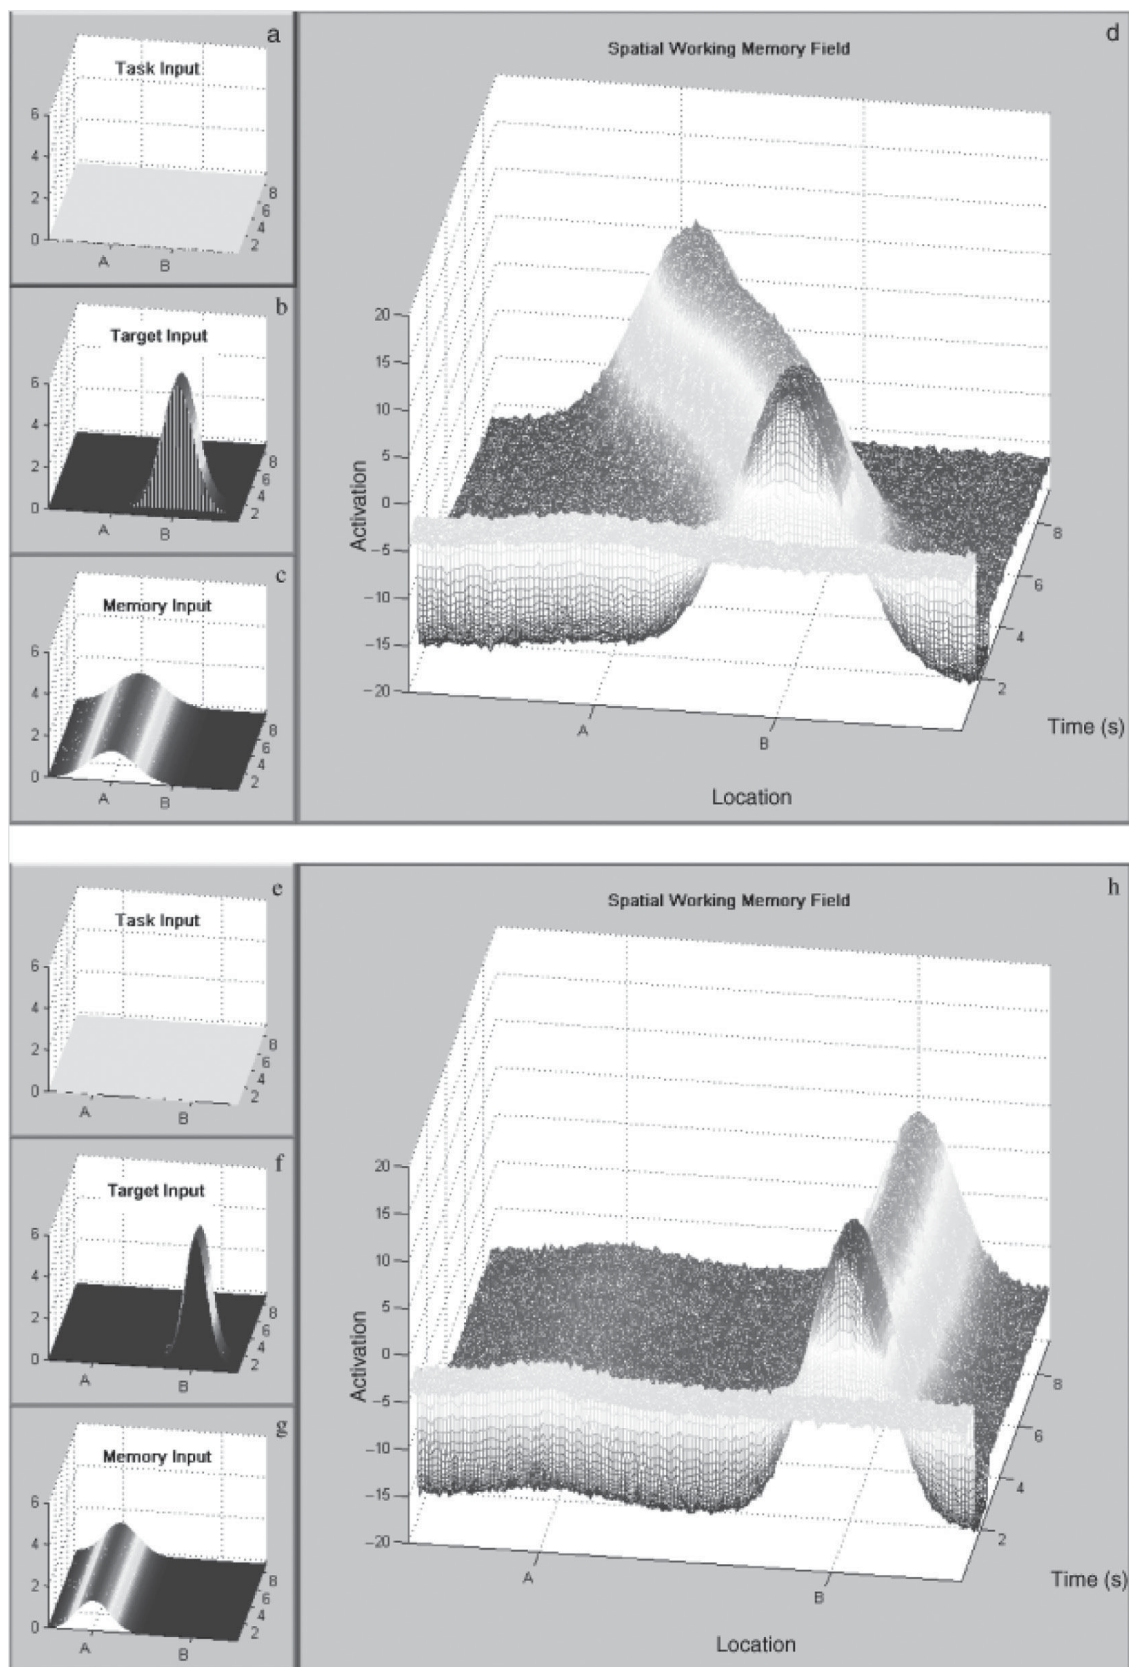 a
Task Input
6
4
2
0
A
B
2
4
6
8
b
Target Input
6
4
2
0
A
B
2
4
6
8
c
Memory Input
6
4
2
0
A
B
2
4
6
8
d
Spatial Working Memory Field
20
15
10
5
0
−5
−10
−15
−20
Activation
A
B
Location
2
4
6
8
Time (s)
e
Task Input
6
4
2
0
A
B
2
4
6
8
f
Target Input
6
4
2
0
A
B
2
4
6
8
g
Memory Input
6
4
2
0
A
B
2
4
6
8
h
Spatial Working Memory Field
20
15
10
5
0
−5
−10
−15
−20
Activation
A
B
Location
2
4
6
8
Time (s)